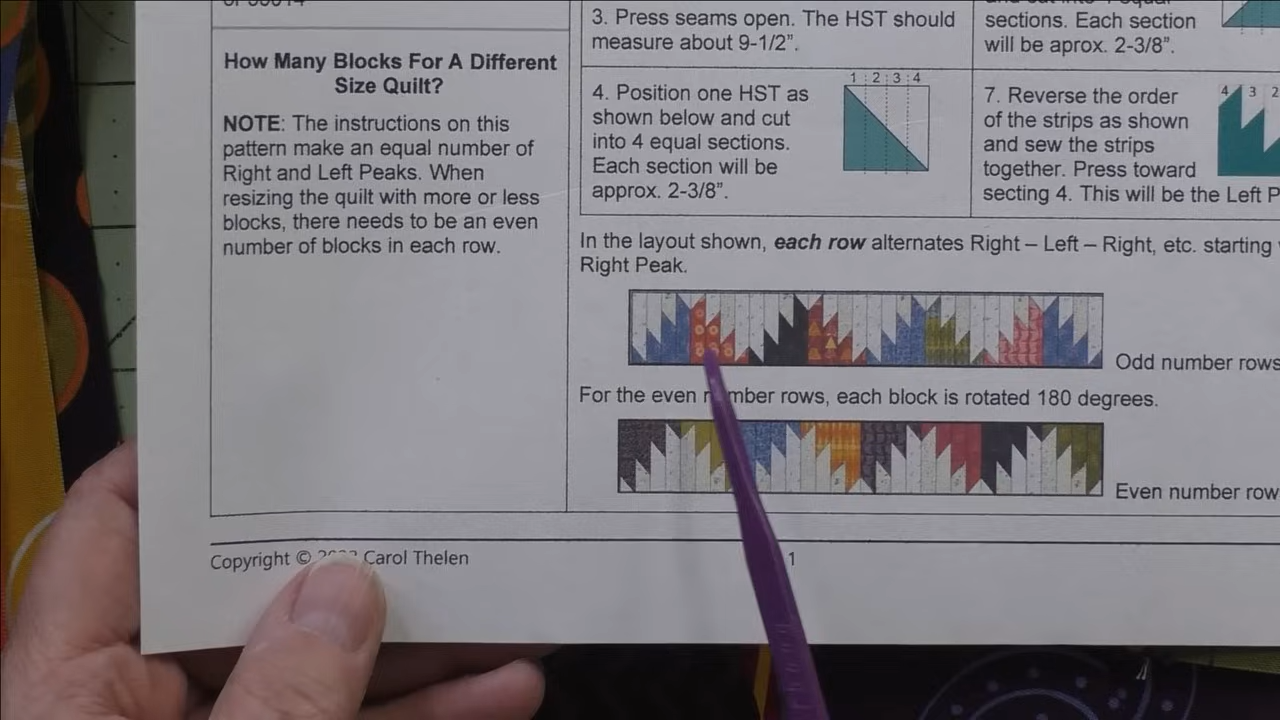 How Many Blocks For A Different
Size Quilt?
NOTE: The instructions on this
pattern make an equal number of
Right and Left Peaks. When
resizing the quilt with more or less
blocks, there needs to be an even
number of blocks in each row.
3. Press seams open. The HST should
measure about 9-1/2".
sections. Each section
will be aprox. 2-3/8".
4. Position one HST as
shown below and cut
into 4 equal sections.
Each section will be
approx. 2-3/8".
1 2 3 4
7. Reverse the order
of the strips as shown
and sew the strips
together. Press toward
secting 4. This will be the Left P
4 3 2
In the layout shown, each row alternates Right – Left – Right, etc. starting
Right Peak.
Odd number rows
For the even number rows, each block is rotated 180 degrees.
Even number row
Copyright © Carol Thelen
1